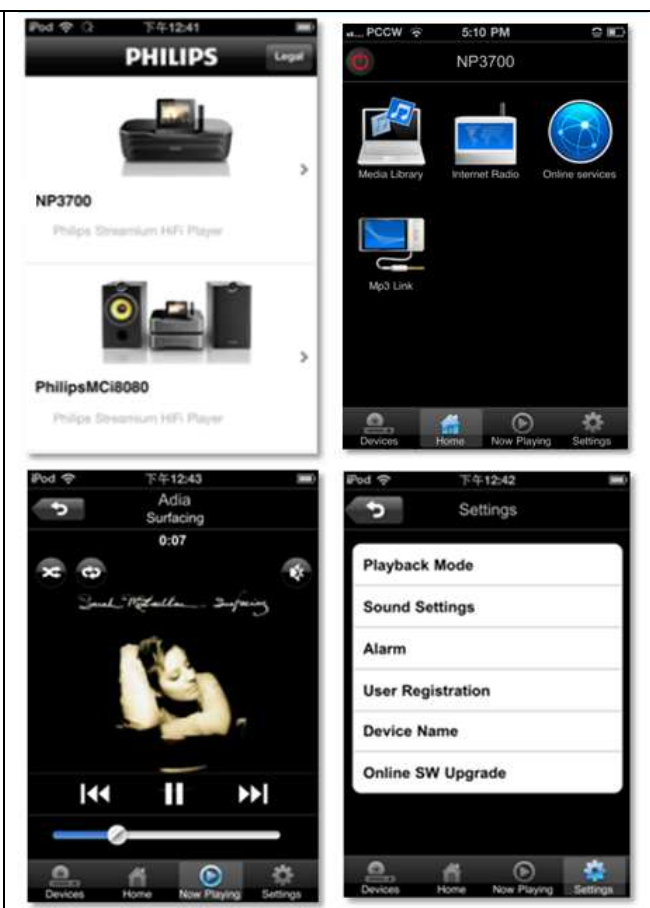 iPod 下午12:41
PHILIPS Legal
NP3700
Philips Streamium HiFi Player
PhilipsMCi8080
Philips Streamium HiFi Player
... PCCW 5:10 PM
NP3700
Media Library Internet Radio Online services
Mp3 Link
Devices Home Now Playing Settings
iPod 下午12:43
Adia
Surfacing
0:07
Sarah McLachlan Surfacing
Devices Home Now Playing Settings
iPod 下午12:42
Settings
Playback Mode
Sound Settings
Alarm
User Registration
Device Name
Online SW Upgrade
Devices Home Now Playing Settings